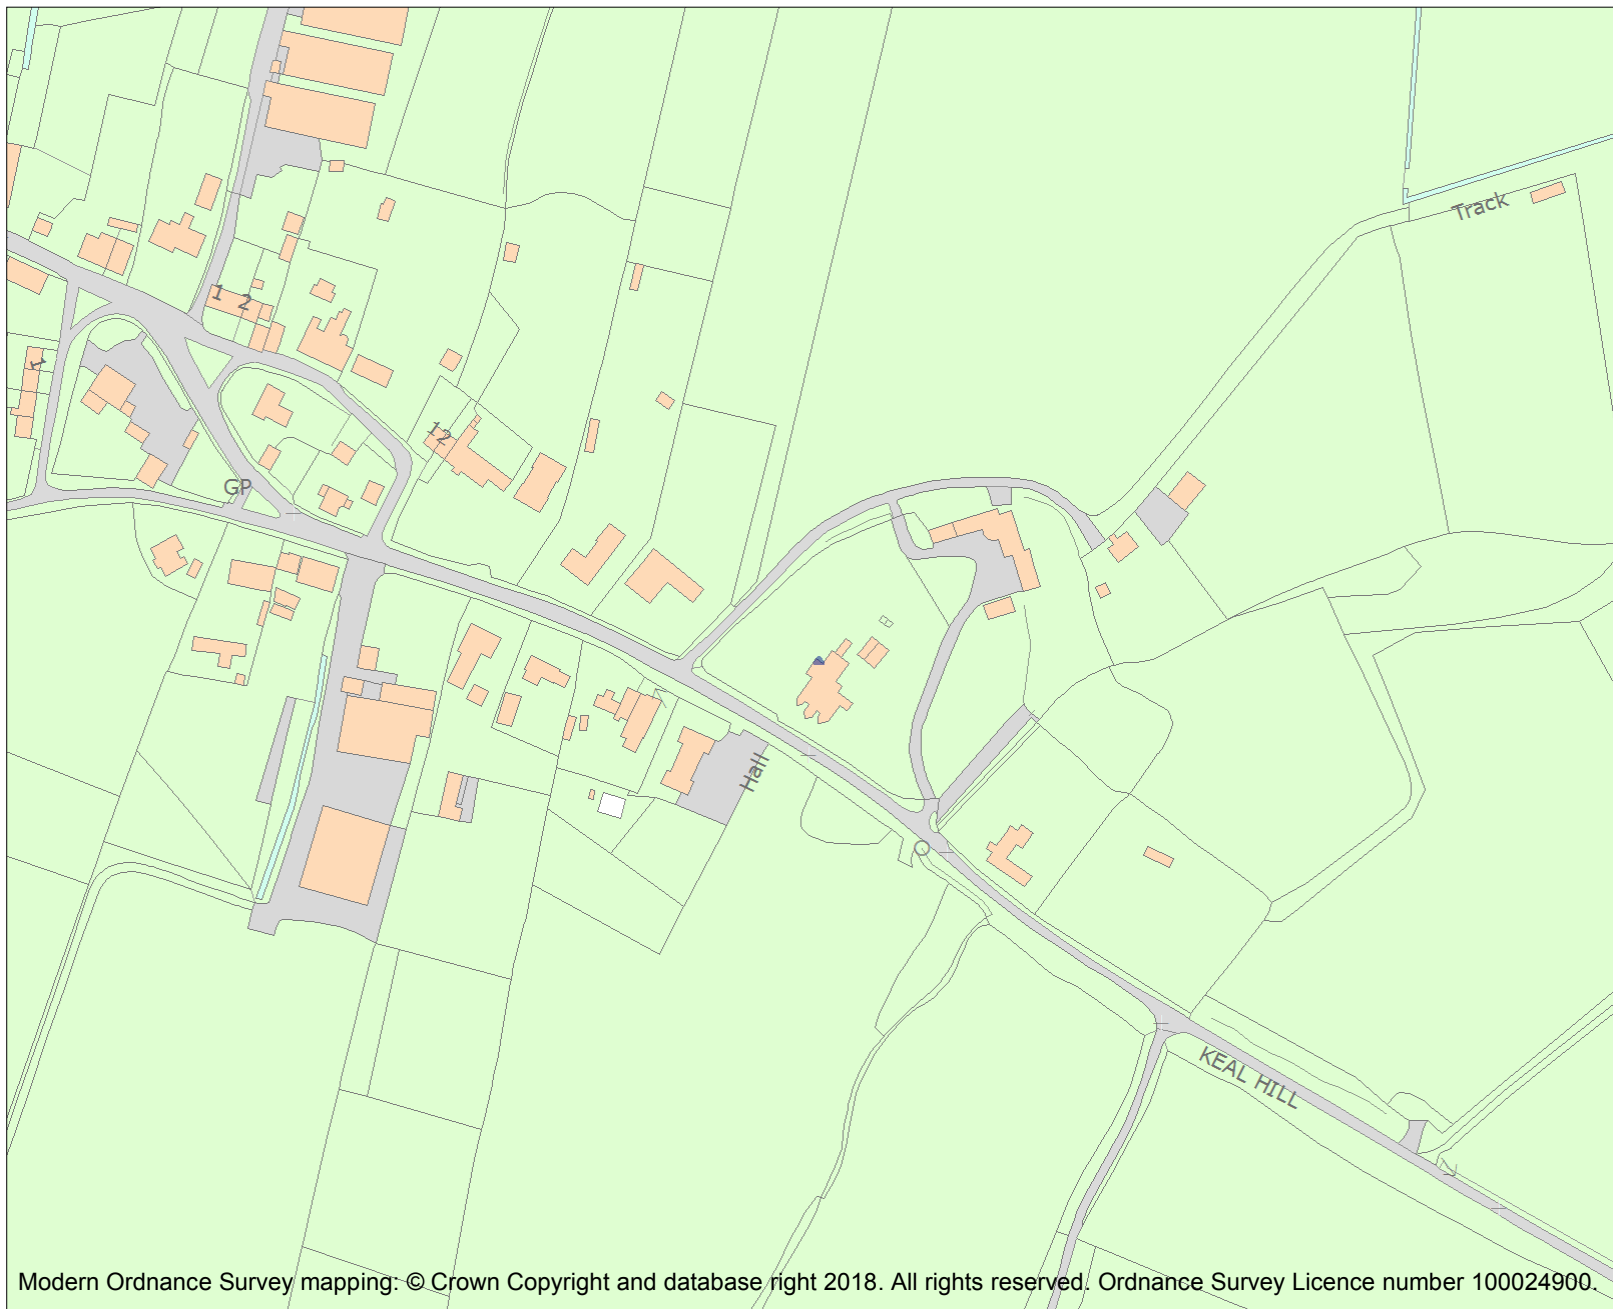 Track
1 2
1
12
GP
Hall
KEAL HILL
Modern Ordnance Survey mapping: © Crown Copyright and database right 2018. All rights reserved. Ordnance Survey Licence number 100024900.